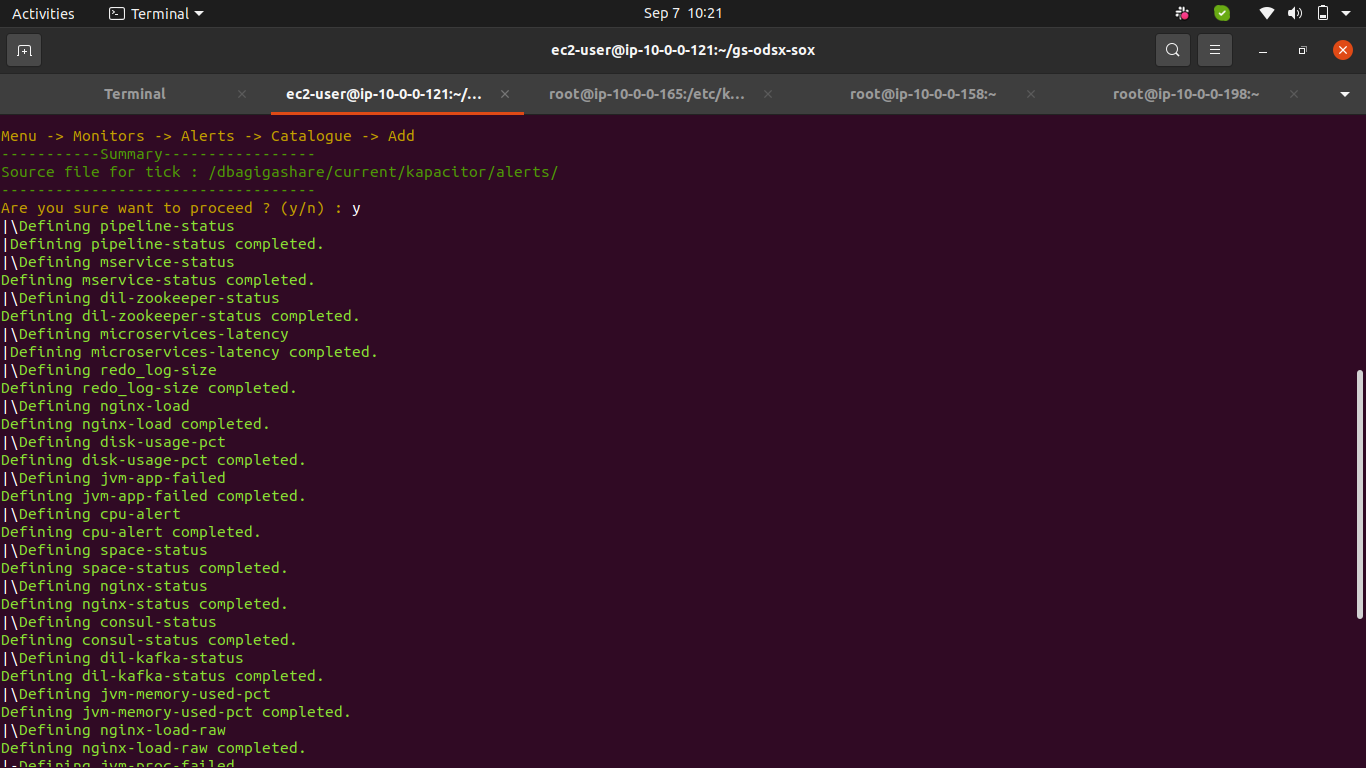 Activities Terminal Sep 7 10:21
ec2-user@ip-10-0-0-121:~/gs-odsx-sox
Terminal ec2-user@ip-10-0-0-121:~/... root@ip-10-0-0-165:/etc/k... root@ip-10-0-0-158:~ root@ip-10-0-0-198:~
Menu -> Monitors -> Alerts -> Catalogue -> Add
-----------Summary-----------------
Source file for tick : /dbagigashare/current/kapacitor/alerts/
-----------------------------------
Are you sure want to proceed ? (y/n) : y
|\Defining pipeline-status
|Defining pipeline-status completed.
|\Defining mservice-status
Defining mservice-status completed.
|\Defining dil-zookeeper-status
Defining dil-zookeeper-status completed.
|\Defining microservices-latency
|Defining microservices-latency completed.
|\Defining redo_log-size
Defining redo_log-size completed.
|\Defining nginx-load
Defining nginx-load completed.
|\Defining disk-usage-pct
Defining disk-usage-pct completed.
|\Defining jvm-app-failed
Defining jvm-app-failed completed.
|\Defining cpu-alert
Defining cpu-alert completed.
|\Defining space-status
Defining space-status completed.
|\Defining nginx-status
Defining nginx-status completed.
|\Defining consul-status
Defining consul-status completed.
|\Defining dil-kafka-status
Defining dil-kafka-status completed.
|\Defining jvm-memory-used-pct
Defining jvm-memory-used-pct completed.
|\Defining nginx-load-raw
Defining nginx-load-raw completed.
|-Defining jvm-proc-failed